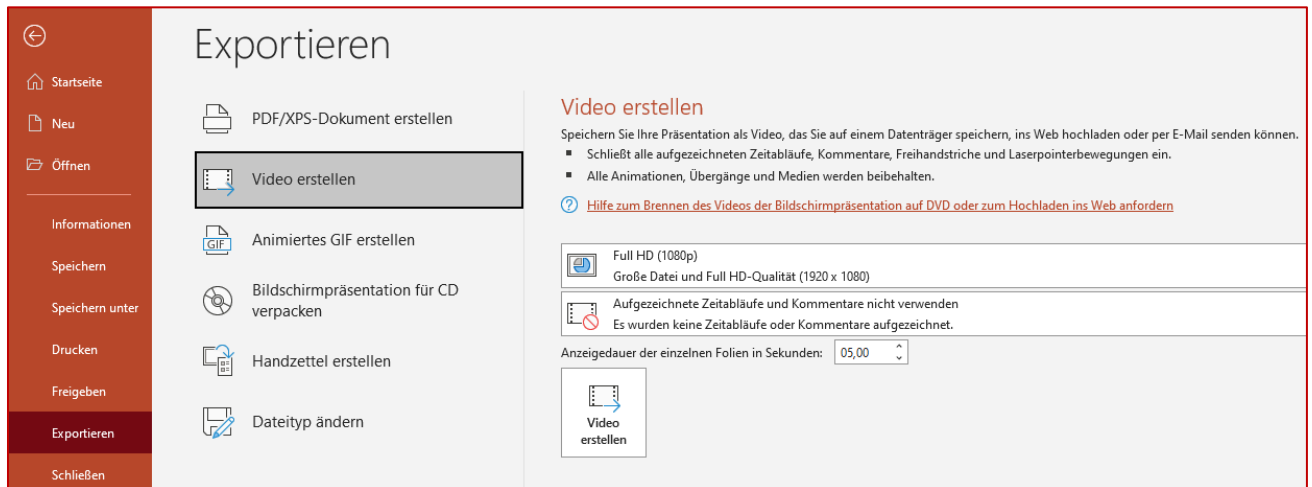 Exportieren
Startseite
Neu
Öffnen
Informationen
Speichern
Speichern unter
Drucken
Freigeben
Exportieren
Schließen
PDF/XPS-Dokument erstellen
Video erstellen
GIF
Animiertes GIF erstellen
Bildschirmpräsentation für CD
verpacken
Handzettel erstellen
Dateityp ändern
Video erstellen
Speichern Sie Ihre Präsentation als Video, das Sie auf einem Datenträger speichern, ins Web hochladen oder per E-Mail senden können.
▪ Schließt alle aufgezeichneten Zeitabläufe, Kommentare, Freihandstriche und Laserpointerbewegungen ein.
▪ Alle Animationen, Übergänge und Medien werden beibehalten.
? Hilfe zum Brennen des Videos der Bildschirmpräsentation auf DVD oder zum Hochladen ins Web anfordern
Full HD (1080p)
Große Datei und Full HD-Qualität (1920 x 1080)
Aufgezeichnete Zeitabläufe und Kommentare nicht verwenden
Es wurden keine Zeitabläufe oder Kommentare aufgezeichnet.
Anzeigedauer der einzelnen Folien in Sekunden: 05,00
Video
erstellen